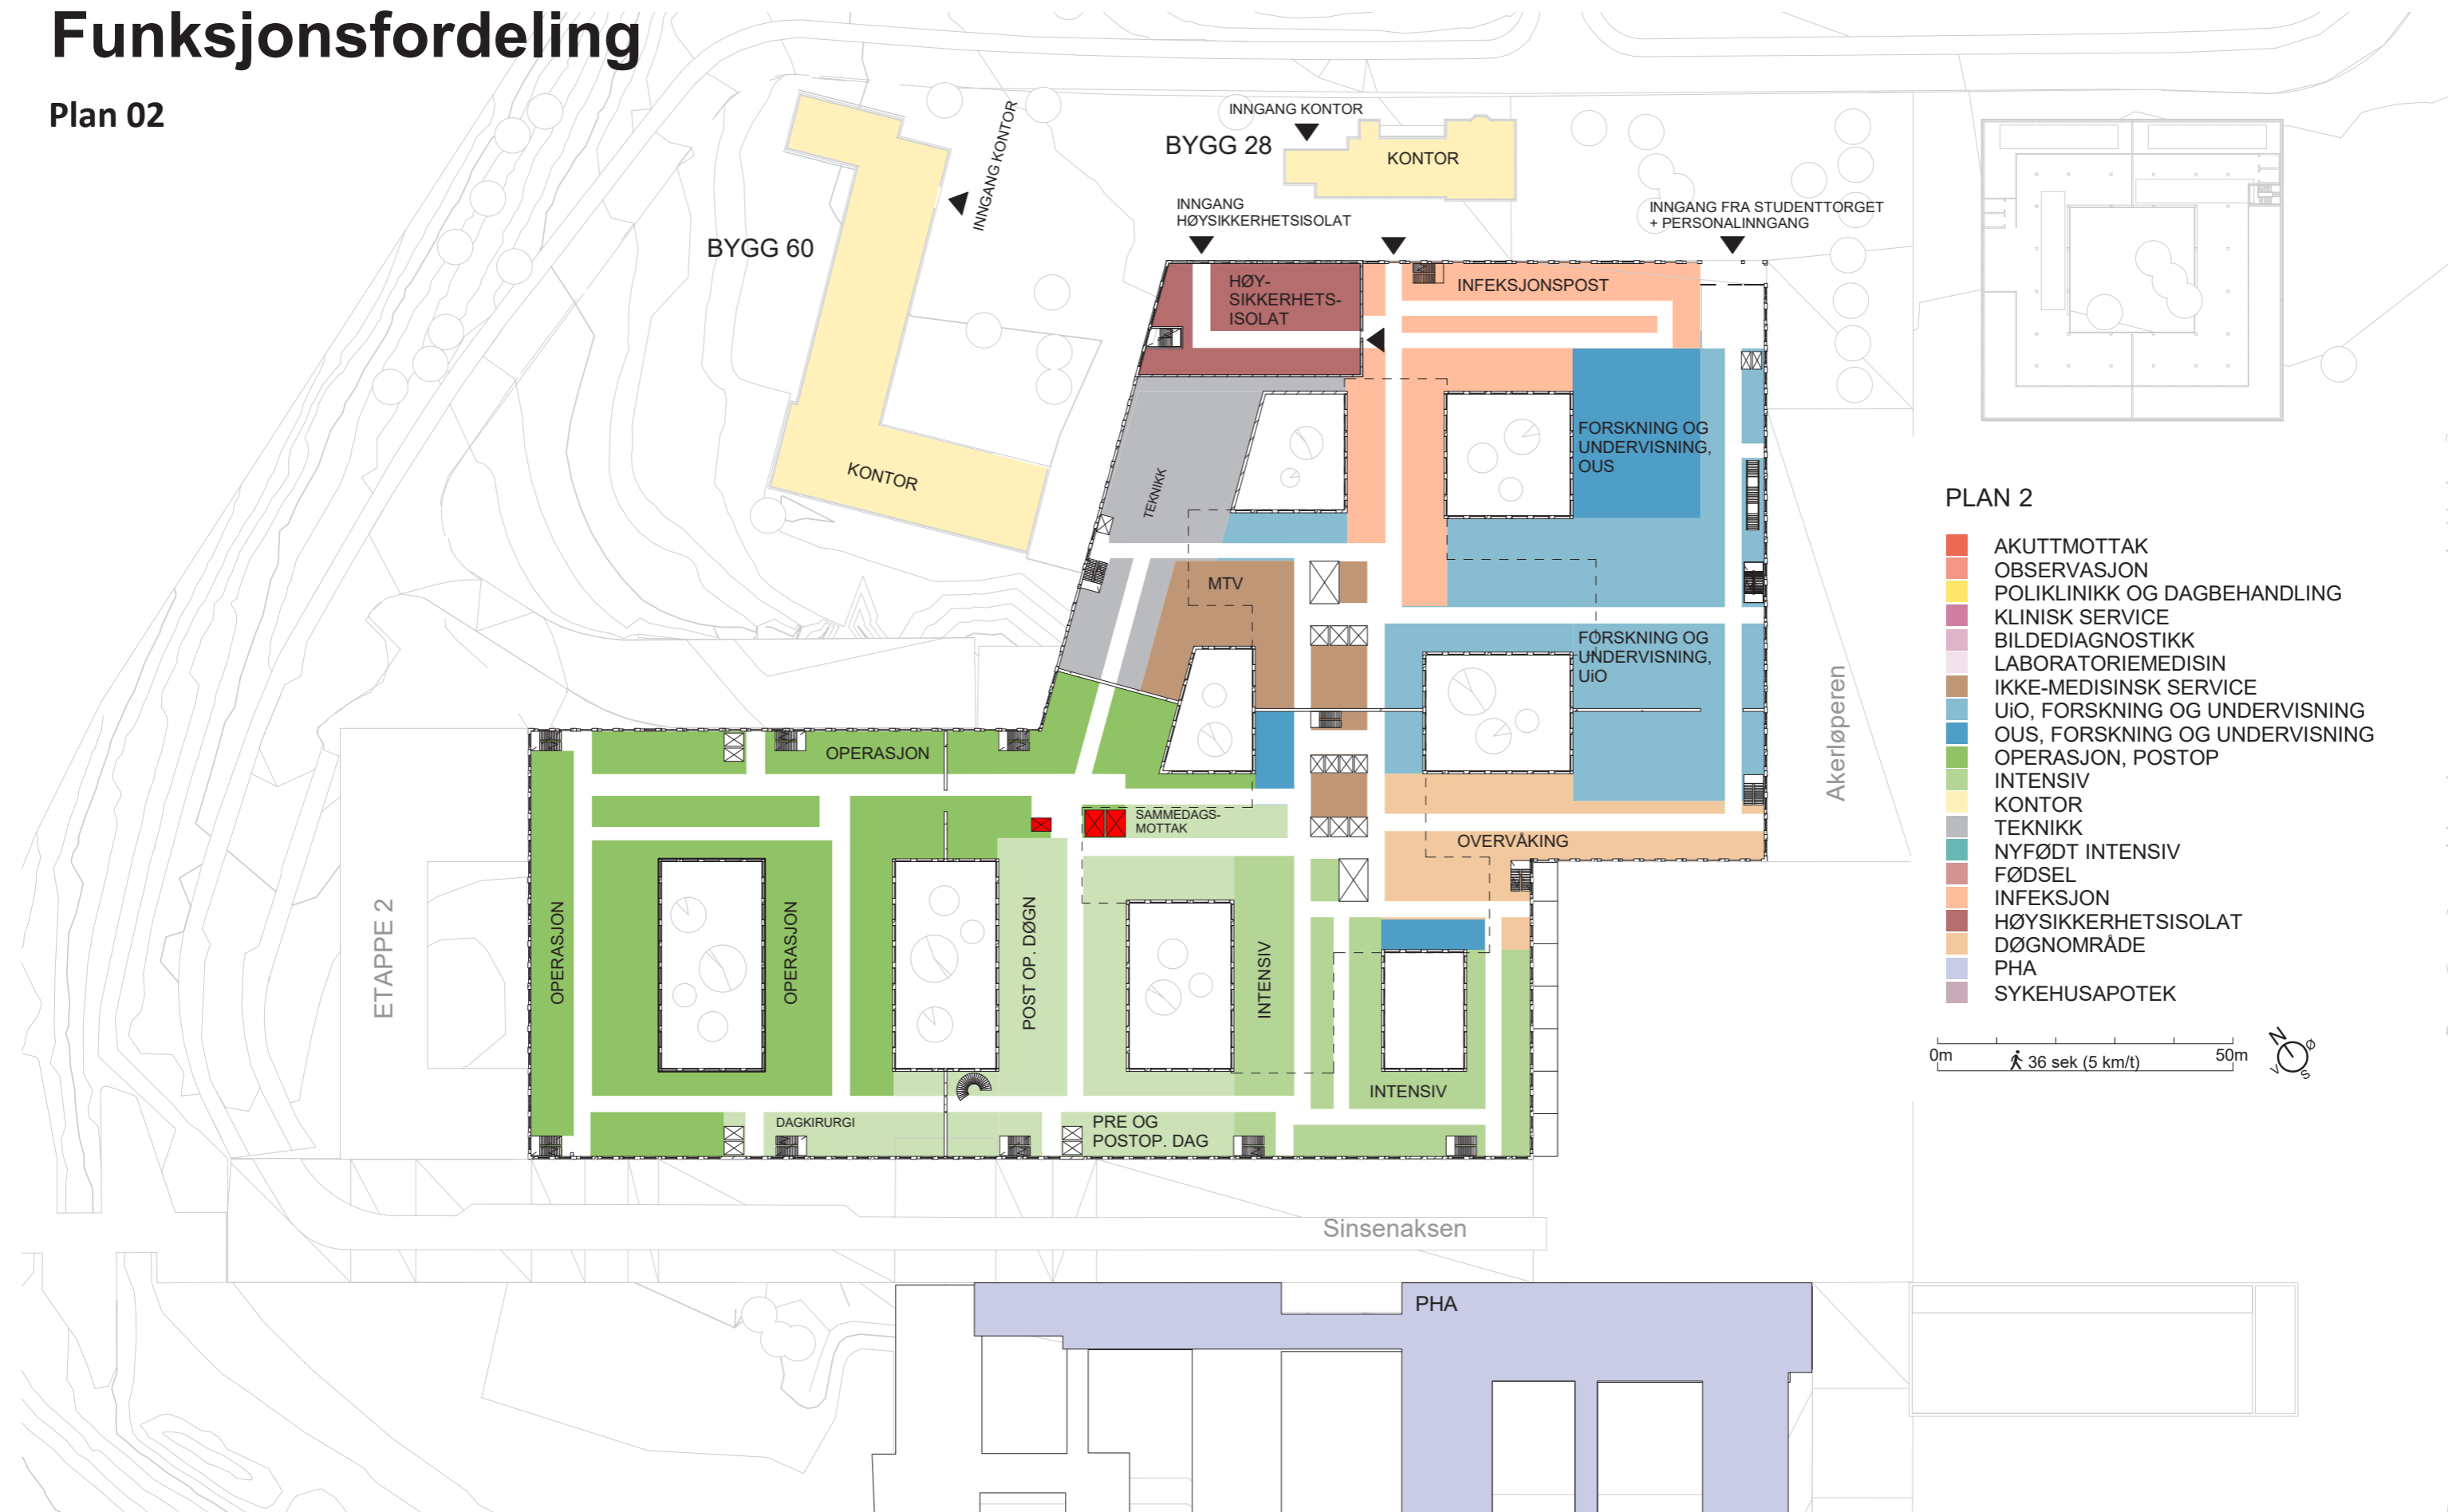 Funksjonsfordeling
Plan 02
INNGANG KONTOR
BYGG 28
KONTOR
INNGANG KONTOR
INNGANG
HØYSIKKERHETSISOLAT
INNGANG FRA STUDENTTORGET
+ PERSONALINNGANG
BYGG 60
HØY-
SIKKERHETS-
ISOLAT
INFEKSJONSPOST
FORSKNING OG
UNDERVISNING,
OUS
KONTOR
TEKNIKK
MTV
FORSKNING OG
UNDERVISNING,
UiO
Akerløperen
OPERASJON
SAMMEDAGS-
MOTTAK
OVERVÅKING
ETAPPE 2
OPERASJON
OPERASJON
POST OP. DØGN
INTENSIV
INTENSIV
DAGKIRURGI
PRE OG
POSTOP. DAG
Sinsenaksen
PHA
PLAN 2
AKUTTMOTTAK
OBSERVASJON
POLIKLINIKK OG DAGBEHANDLING
KLINISK SERVICE
BILDEDIAGNOSTIKK
LABORATORIEMEDISIN
IKKE-MEDISINSK SERVICE
UiO, FORSKNING OG UNDERVISNING
OUS, FORSKNING OG UNDERVISNING
OPERASJON, POSTOP
INTENSIV
KONTOR
TEKNIKK
NYFØDT INTENSIV
FØDSEL
INFEKSJON
HØYSIKKERHETSISOLAT
DØGNOMRÅDE
PHA
SYKEHUSAPOTEK
0m 36 sek (5 km/t) 50m
N
Ø
V
S